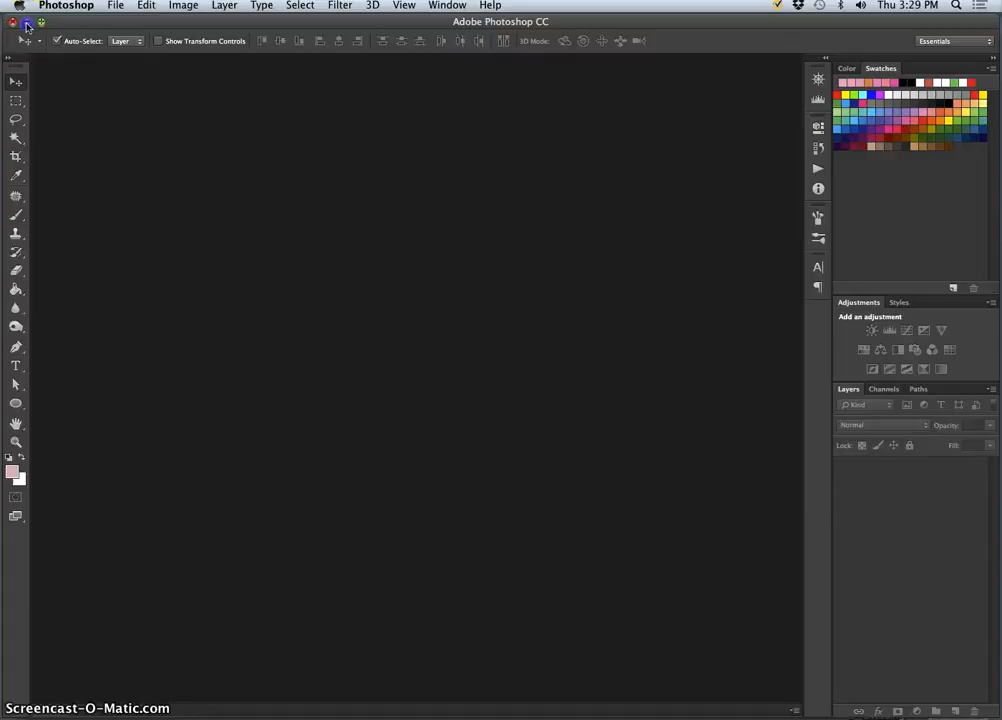 Photoshop File Edit Image Layer Type Select Filter 3D View Window Help Thu 3:29 PM
Adobe Photoshop CC
Auto-Select: Layer Show Transform Controls 3D Mode: Essentials
Color Swatches
Adjustments Styles
Add an adjustment
Layers Channels Paths
Kind
Normal Opacity:
Lock: Fill:
Screencast-O-Matic.com